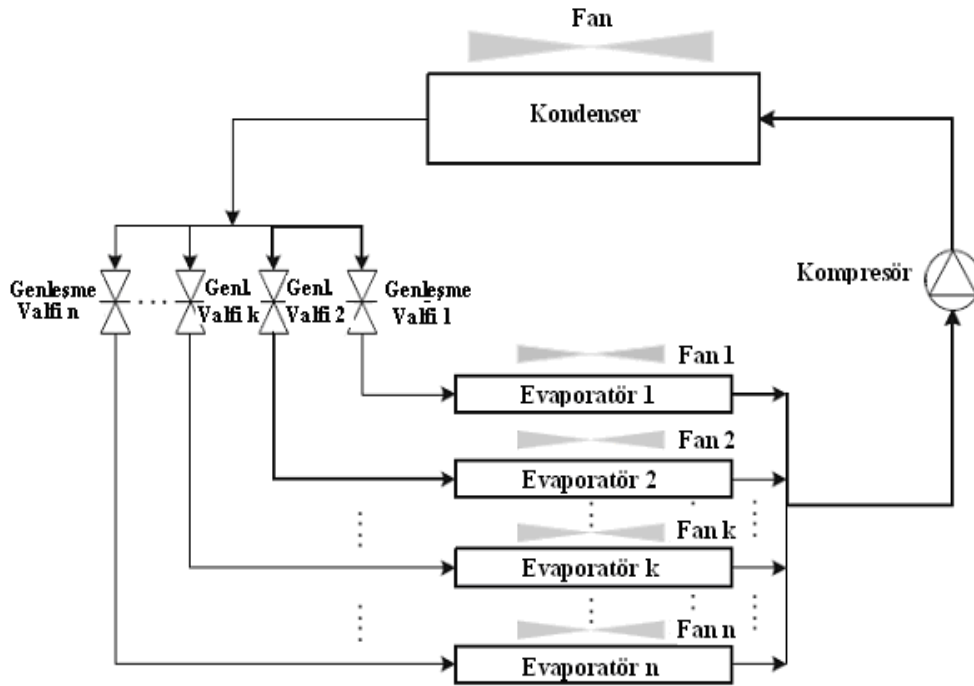 Fan
Kondenser
Kompresör
Genleşme
Valfi n
Genl.
Valfi k
Genl.
Valfi 2
Genleşme
Valfi 1
Fan 1
Evaporatör 1
Fan 2
Evaporatör 2
Fan k
Evaporatör k
Fan n
Evaporatör n